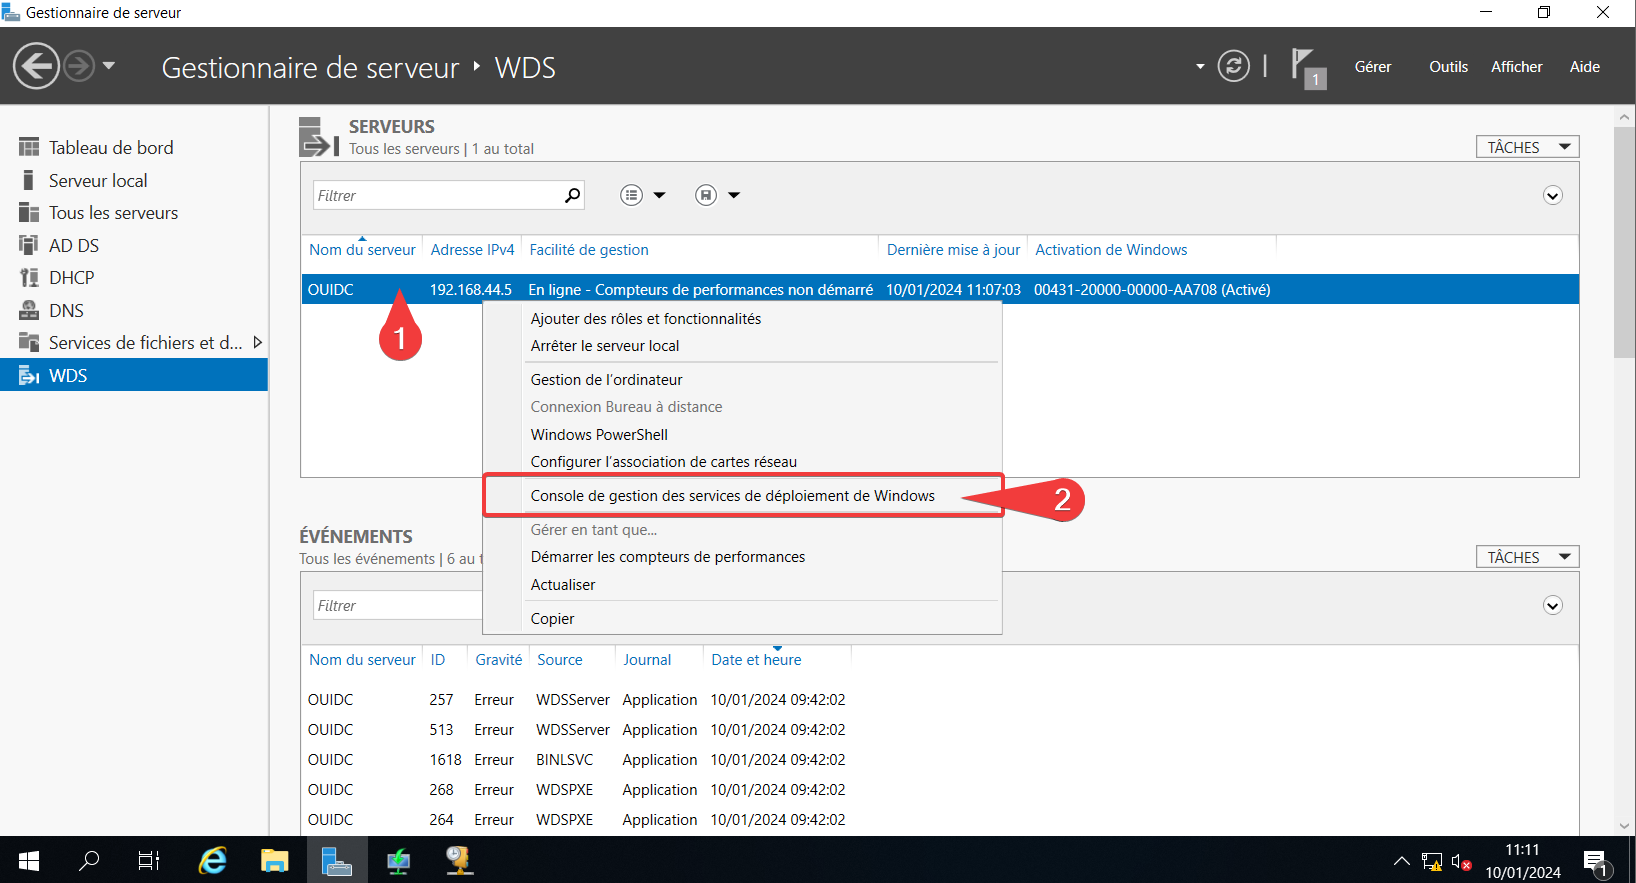 Gestionnaire de serveur
Gestionnaire de serveur ‣ WDS
1
Gérer Outils Afficher Aide
Tableau de bord
Serveur local
Tous les serveurs
AD DS
DHCP
DNS
Services de fichiers et d...
WDS
SERVEURS
Tous les serveurs | 1 au total
TÂCHES
Filtrer
Nom du serveur Adresse IPv4 Facilité de gestion Dernière mise à jour Activation de Windows
OUIDC 192.168.44.5 En ligne - Compteurs de performances non démarré 10/01/2024 11:07:03 00431-20000-00000-AA708 (Activé)
1
Ajouter des rôles et fonctionnalités
Arrêter le serveur local
Gestion de l'ordinateur
Connexion Bureau à distance
Windows PowerShell
Configurer l'association de cartes réseau
Console de gestion des services de déploiement de Windows
2
Gérer en tant que...
Démarrer les compteurs de performances
Actualiser
Copier
ÉVÉNEMENTS
Tous les événements | 6 au t
TÂCHES
Filtrer
Nom du serveur ID Gravité Source Journal Date et heure
OUIDC 257 Erreur WDSServer Application 10/01/2024 09:42:02
OUIDC 513 Erreur WDSServer Application 10/01/2024 09:42:02
OUIDC 1618 Erreur BINLSVC Application 10/01/2024 09:42:02
OUIDC 268 Erreur WDSPXE Application 10/01/2024 09:42:02
OUIDC 264 Erreur WDSPXE Application 10/01/2024 09:42:02
11:11
10/01/2024
1